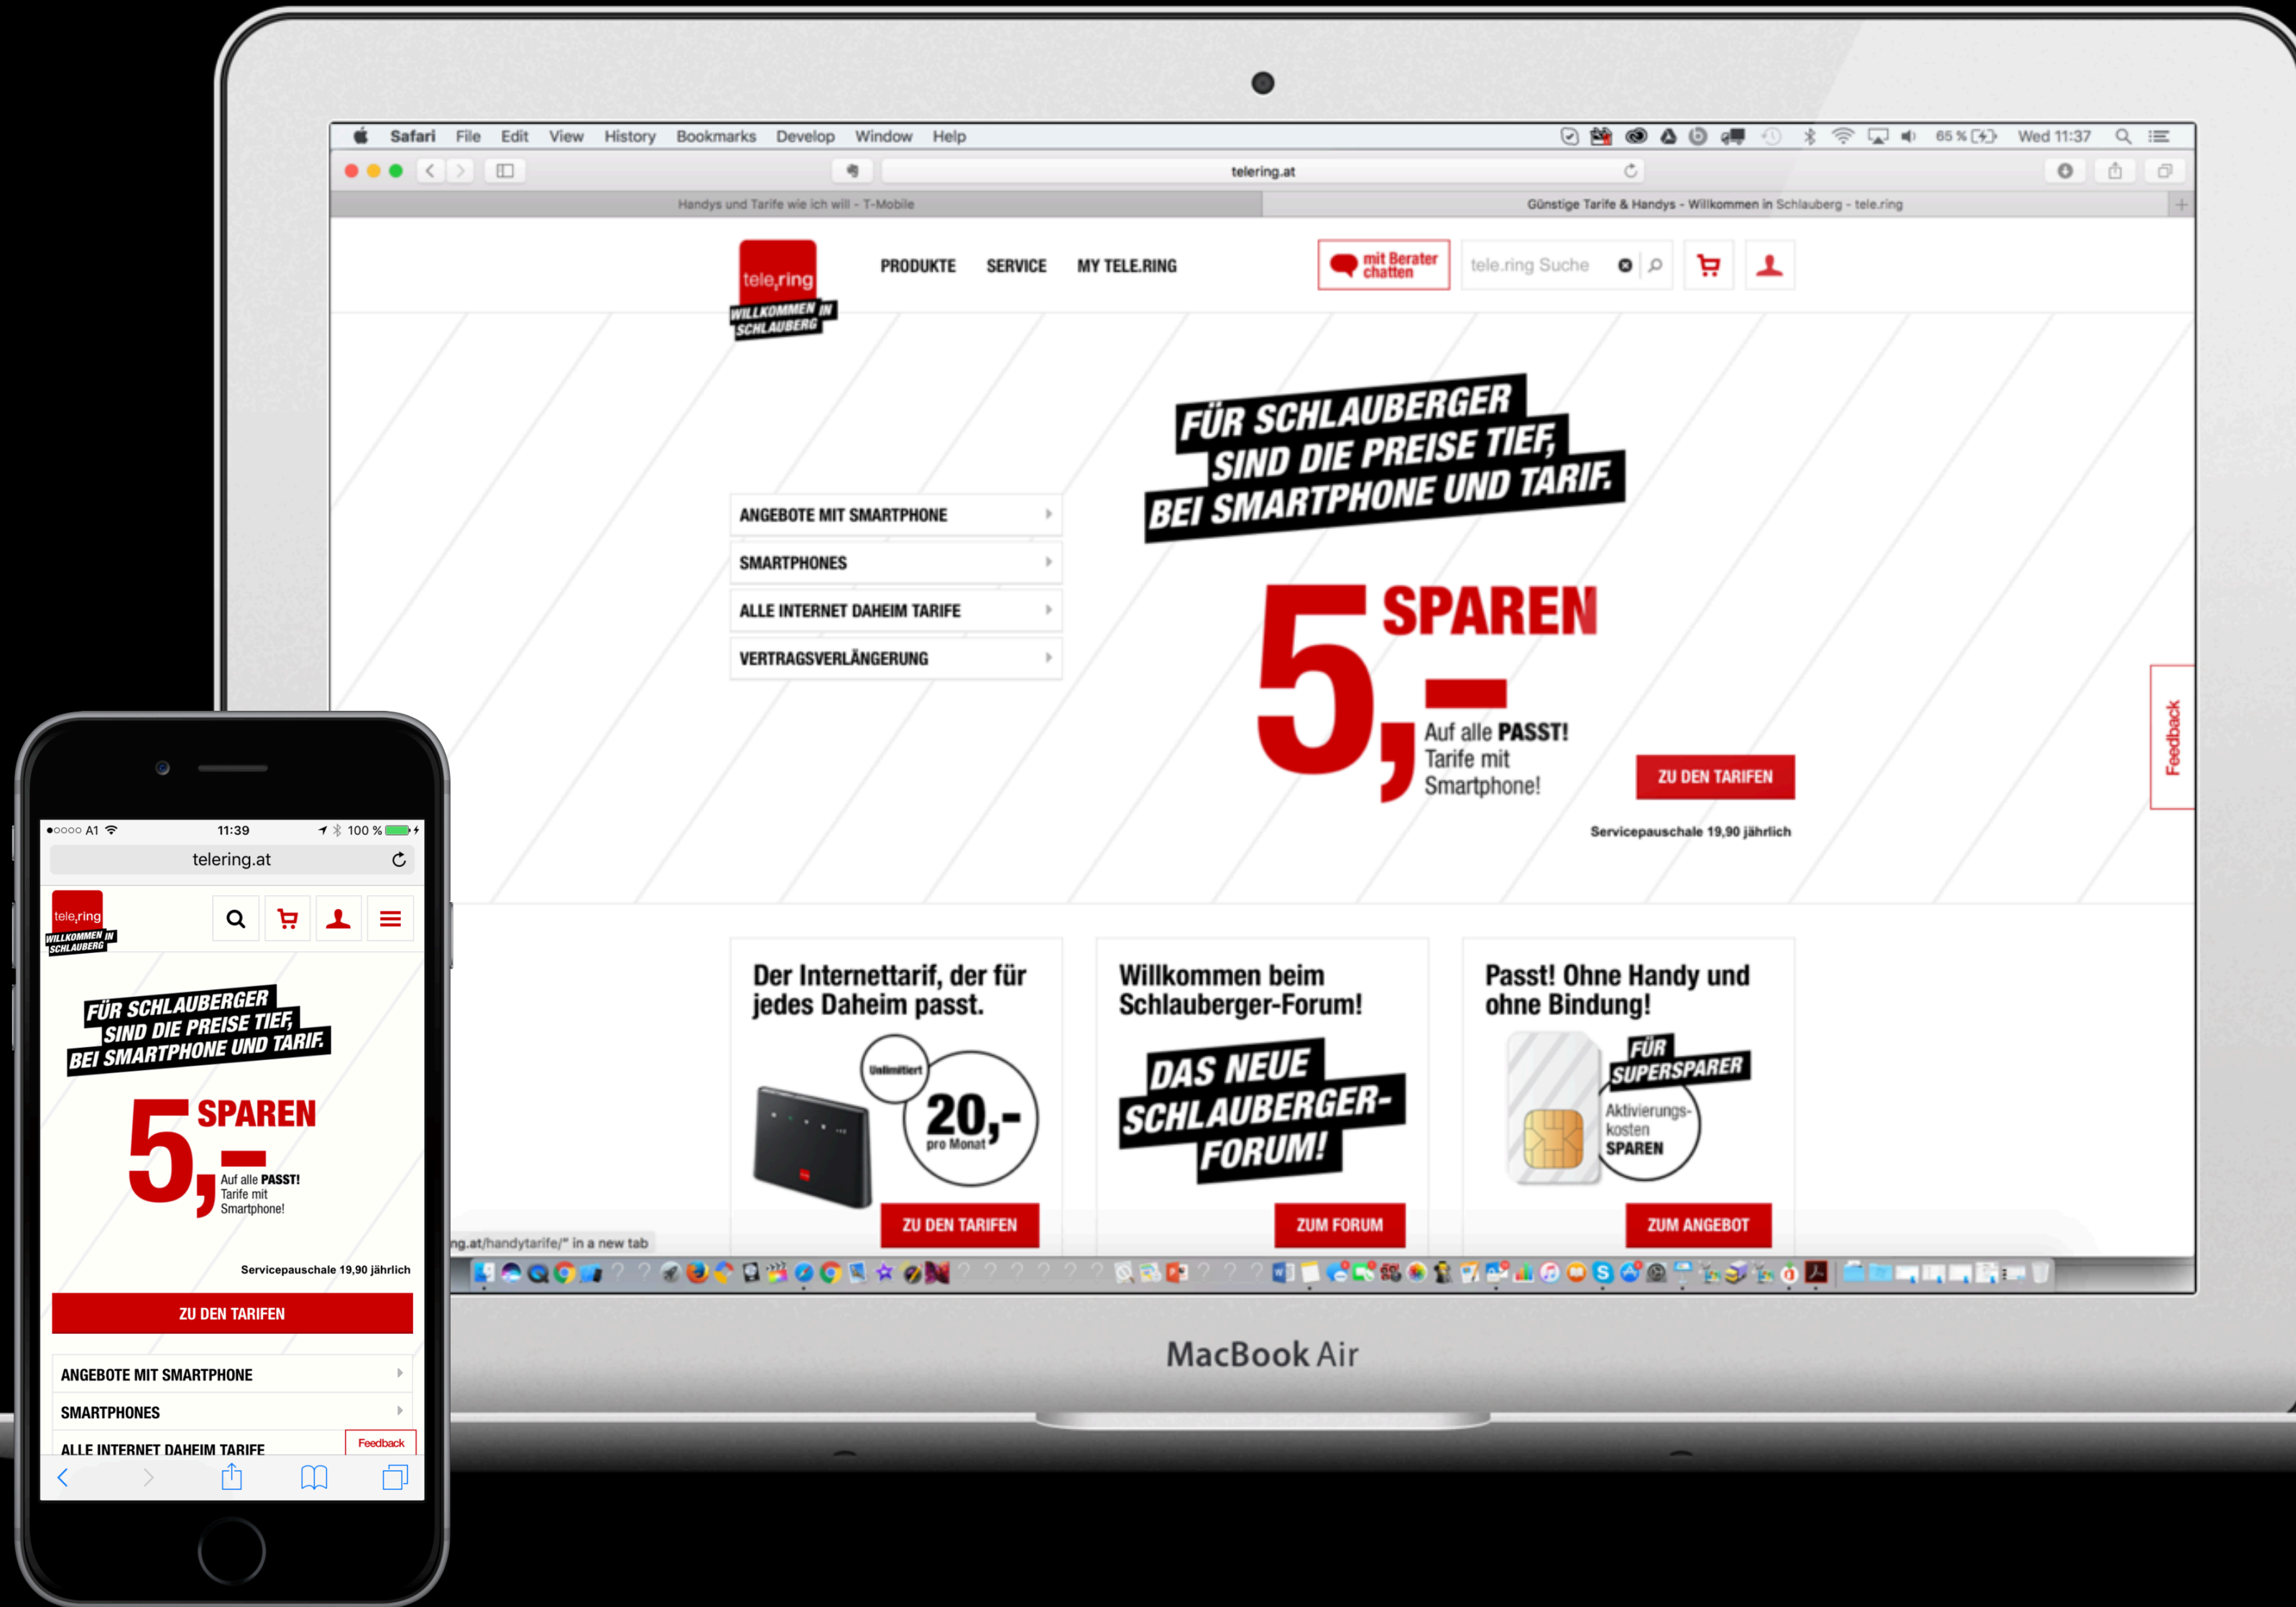 Safari File Edit View History Bookmarks Develop Window Help
65 % Wed 11:37
telering.at
Handys und Tarife wie ich will - T-Mobile
Günstige Tarife & Handys - Willkommen in Schlauberg - tele.ring
tele.ring
WILLKOMMEN IN
SCHLAUBERG
PRODUKTE SERVICE MY TELE.RING
mit Berater
chatten
tele.ring Suche
FÜR SCHLAUBERGER
SIND DIE PREISE TIEF,
BEI SMARTPHONE UND TARIF.
ANGEBOTE MIT SMARTPHONE
SMARTPHONES
ALLE INTERNET DAHEIM TARIFE
VERTRAGSVERLÄNGERUNG
5,– SPAREN
Auf alle PASST!
Tarife mit
Smartphone!
ZU DEN TARIFEN
Servicepauschale 19,90 jährlich
Feedback
Der Internettarif, der für
jedes Daheim passt.
Unlimitiert
20,-
pro Monat
ZU DEN TARIFEN
Willkommen beim
Schlauberger-Forum!
DAS NEUE
SCHLAUBERGER-
FORUM!
ZUM FORUM
Passt! Ohne Handy und
ohne Bindung!
FÜR
SUPERSPARER
Aktivierungs-
kosten
SPAREN
ZUM ANGEBOT
ng.at/handytarife/" in a new tab
MacBook Air
A1 11:39 100 %
telering.at
tele.ring
WILLKOMMEN IN
SCHLAUBERG
FÜR SCHLAUBERGER
SIND DIE PREISE TIEF,
BEI SMARTPHONE UND TARIF.
5,– SPAREN
Auf alle PASST!
Tarife mit
Smartphone!
Servicepauschale 19,90 jährlich
ZU DEN TARIFEN
ANGEBOTE MIT SMARTPHONE
SMARTPHONES
ALLE INTERNET DAHEIM TARIFE
Feedback